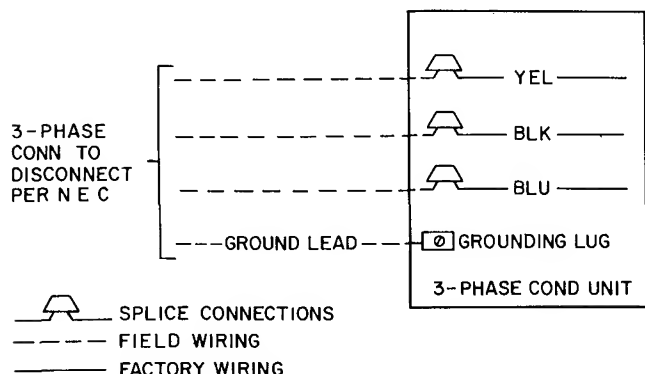 YEL
3-PHASE
CONN TO
DISCONNECT
PER N E C
BLK
BLU
GROUND LEAD
GROUNDING LUG
3-PHASE COND UNIT
SPLICE CONNECTIONS
FIELD WIRING
FACTORY WIRING